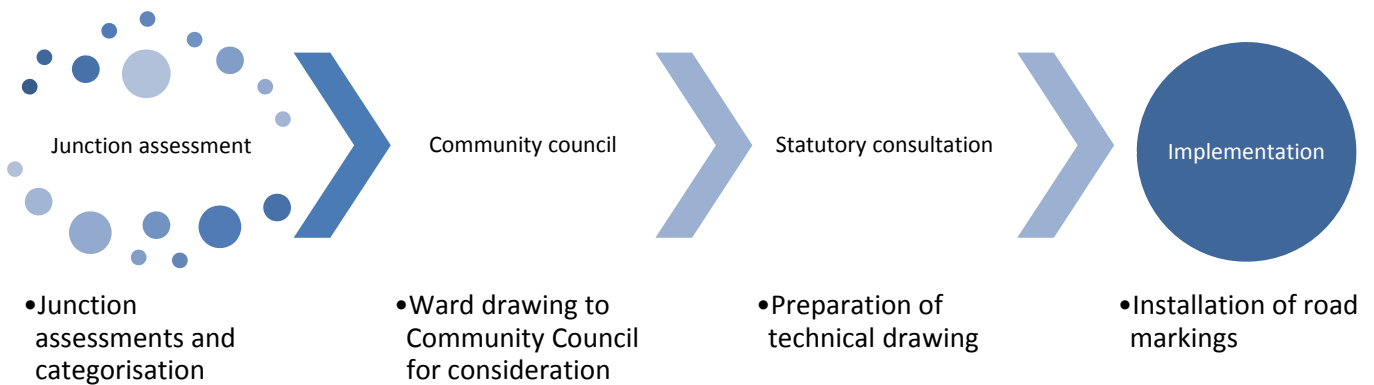 Junction assessment
Community council
Statutory consultation
Implementation
•Junction
assessments and
categorisation
•Ward drawing to
Community Council
for consideration
•Preparation of
technical drawing
•Installation of road
markings